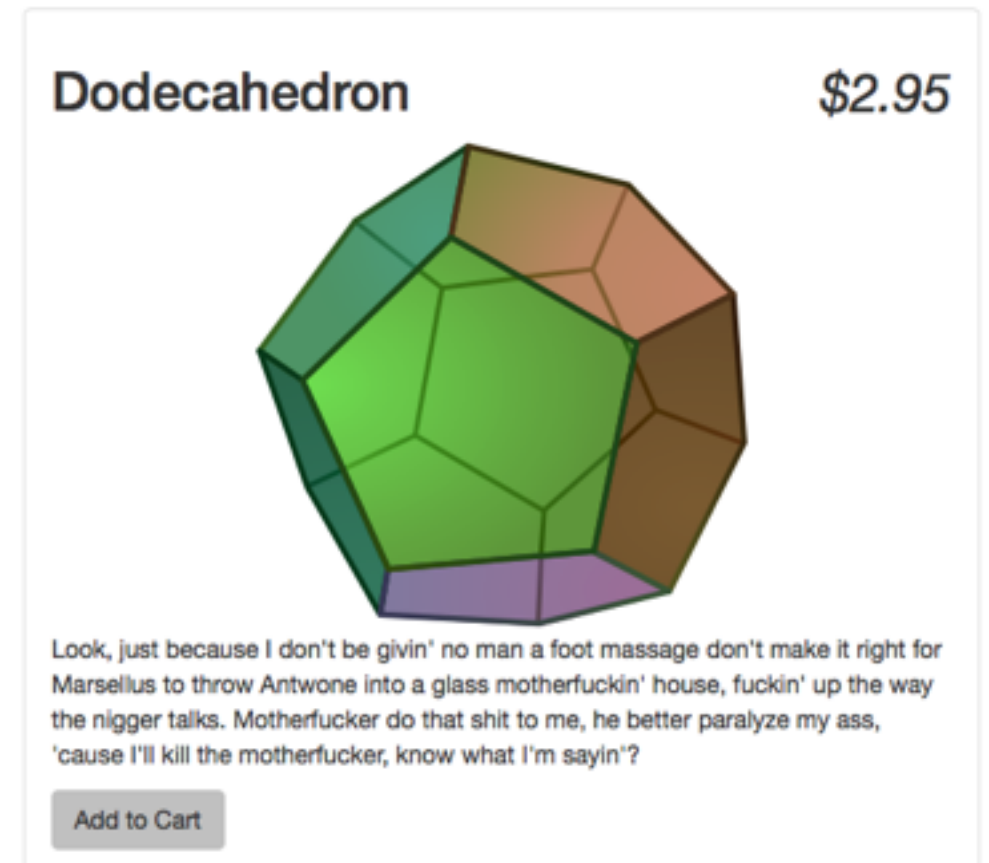 Dodecahedron $2.95
Look, just because I don't be givin' no man a foot massage don't make it right for
Marsellus to throw Antwone into a glass motherfuckin' house, fuckin' up the way
the nigger talks. Motherfucker do that shit to me, he better paralyze my ass,
'cause I'll kill the motherfucker, know what I'm sayin'?
Add to Cart